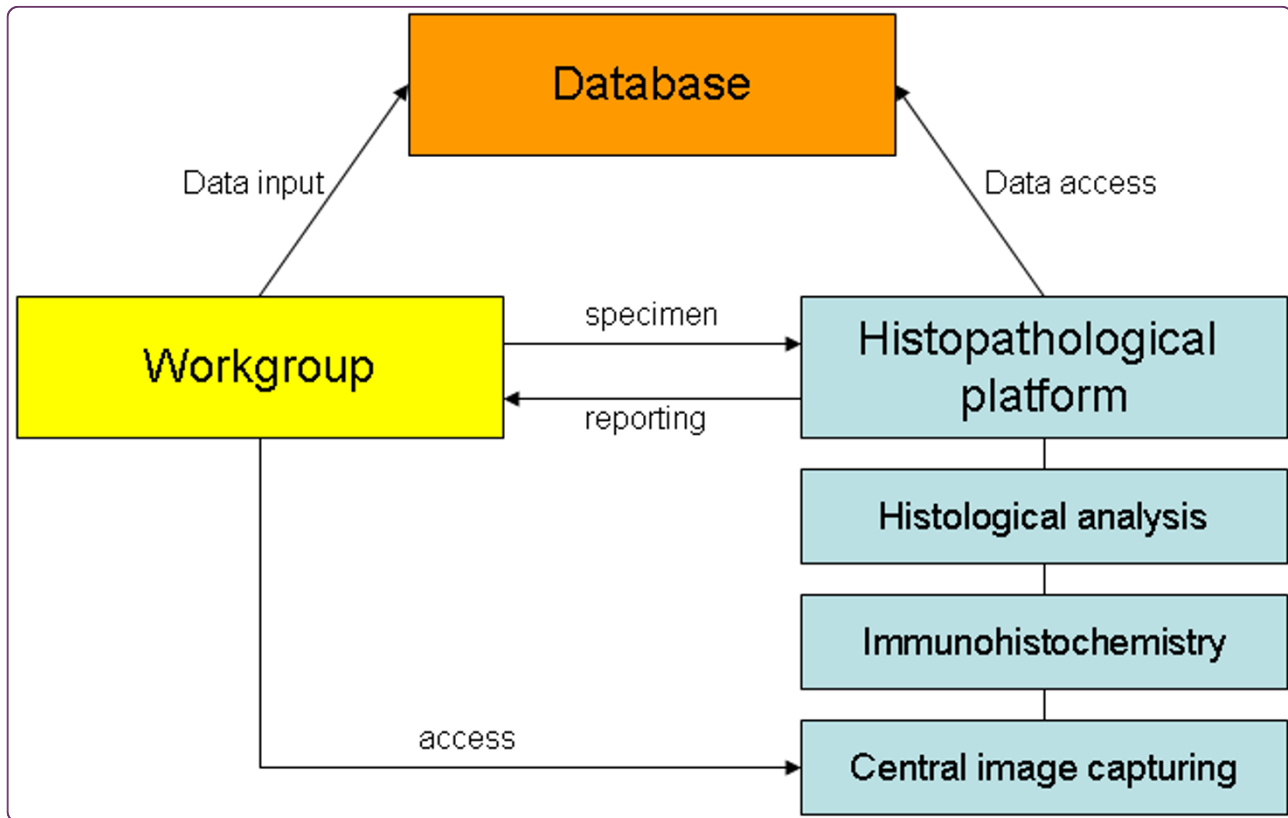 Database
Data input
Data access
Workgroup
specimen
reporting
Histopathological
platform
Histological analysis
Immunohistochemistry
access
Central image capturing